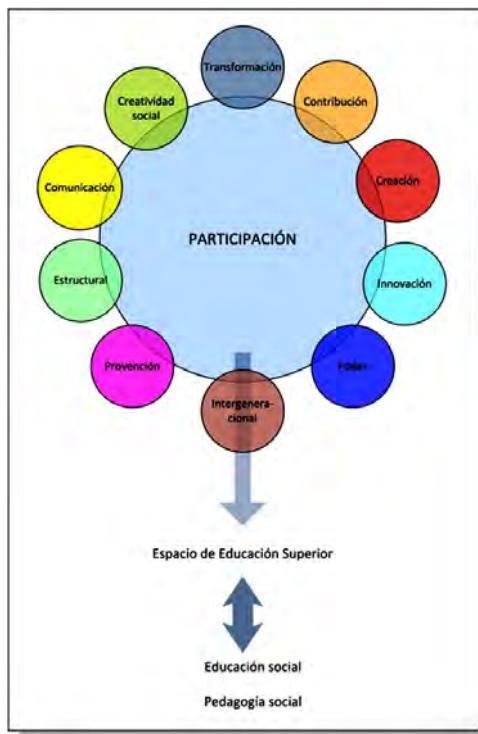 Transformación
Contribución
Creatividad
social
Creación
Comunicación
PARTICIPACIÓN
Estructural
Innovación
Provención
Poder
Intergenera-
cional
Espacio de Educación Superior
Educación social
Pedagogía social